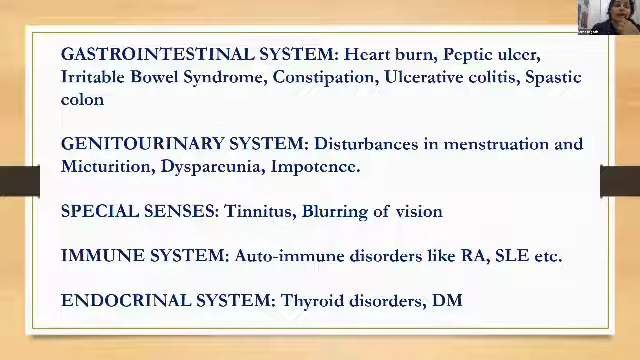 GASTROINTESTINAL SYSTEM: Heart burn, Peptic ulcer,
Irritable Bowel Syndrome, Constipation, Ulcerative colitis, Spastic
colon
GENITOURINARY SYSTEM: Disturbances in menstruation and
Micturition, Dyspareunia, Impotence.
SPECIAL SENSES: Tinnitus, Blurring of vision
IMMUNE SYSTEM: Auto-immune disorders like RA, SLE etc.
ENDOCRINAL SYSTEM: Thyroid disorders, DM